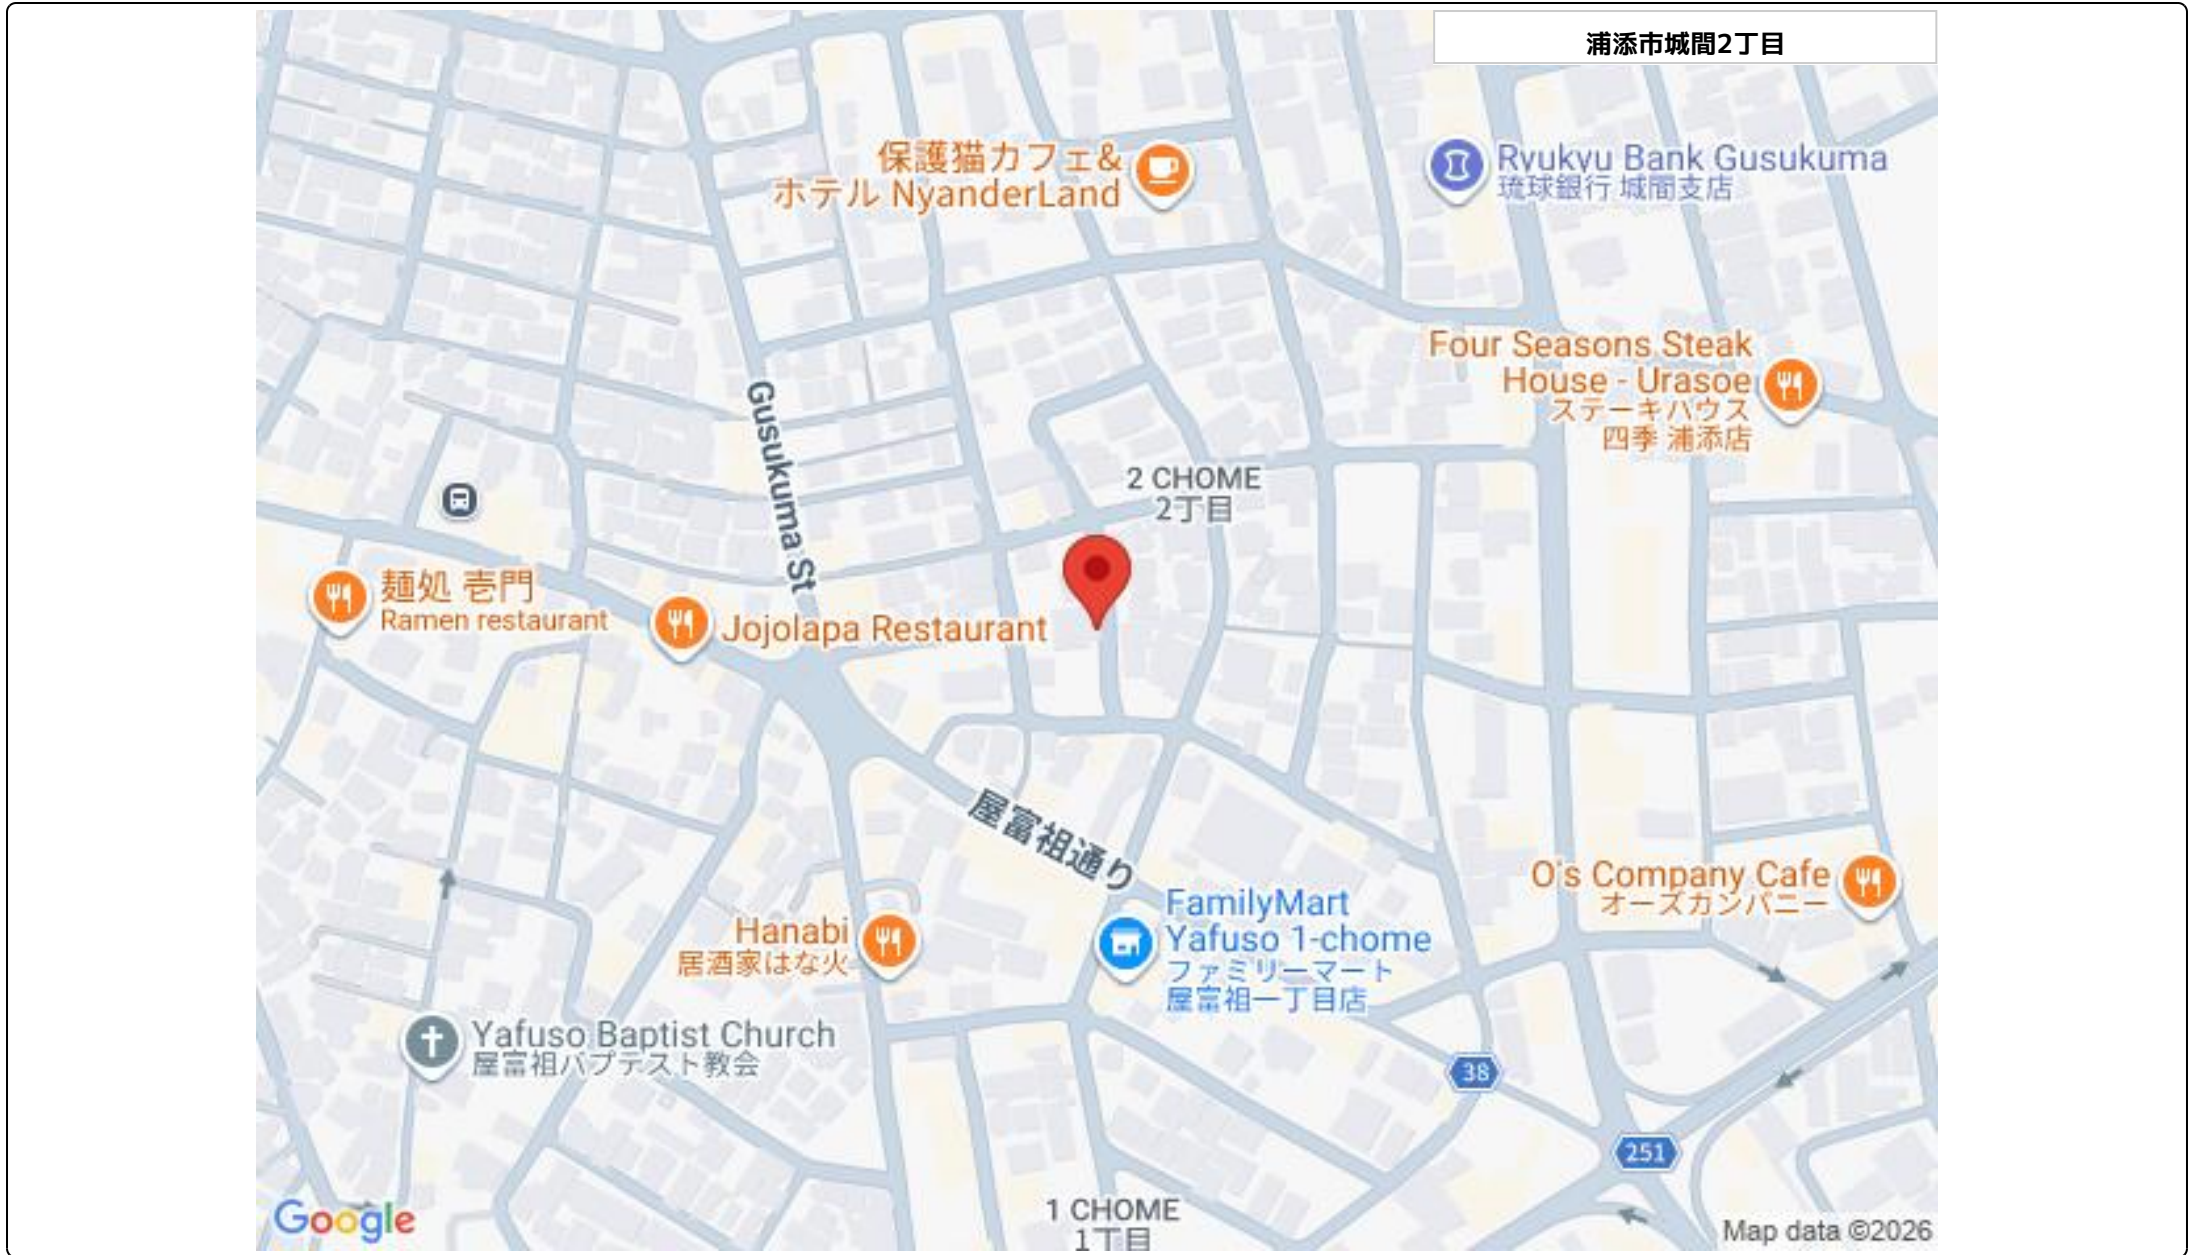 浦添市城間2丁目
保護猫カフェ&
ホテル NyanderLand
Ryukyu Bank Gusukuma
琉球銀行 城間支店
Four Seasons Steak
House - Urasoe
ステーキハウス
四季 浦添店
Gusukuma St
2 CHOME
2丁目
麺処 壱門
Ramen restaurant
Jojolapa Restaurant
屋富祖通り
O's Company Cafe
オーズカンパニー
FamilyMart
Yafuso 1-chome
ファミリーマート
屋富祖一丁目店
Hanabi
居酒家はな火
Yafuso Baptist Church
屋富祖バプテスト教会
38
251
1 CHOME
1丁目
Google
Map data ©2026